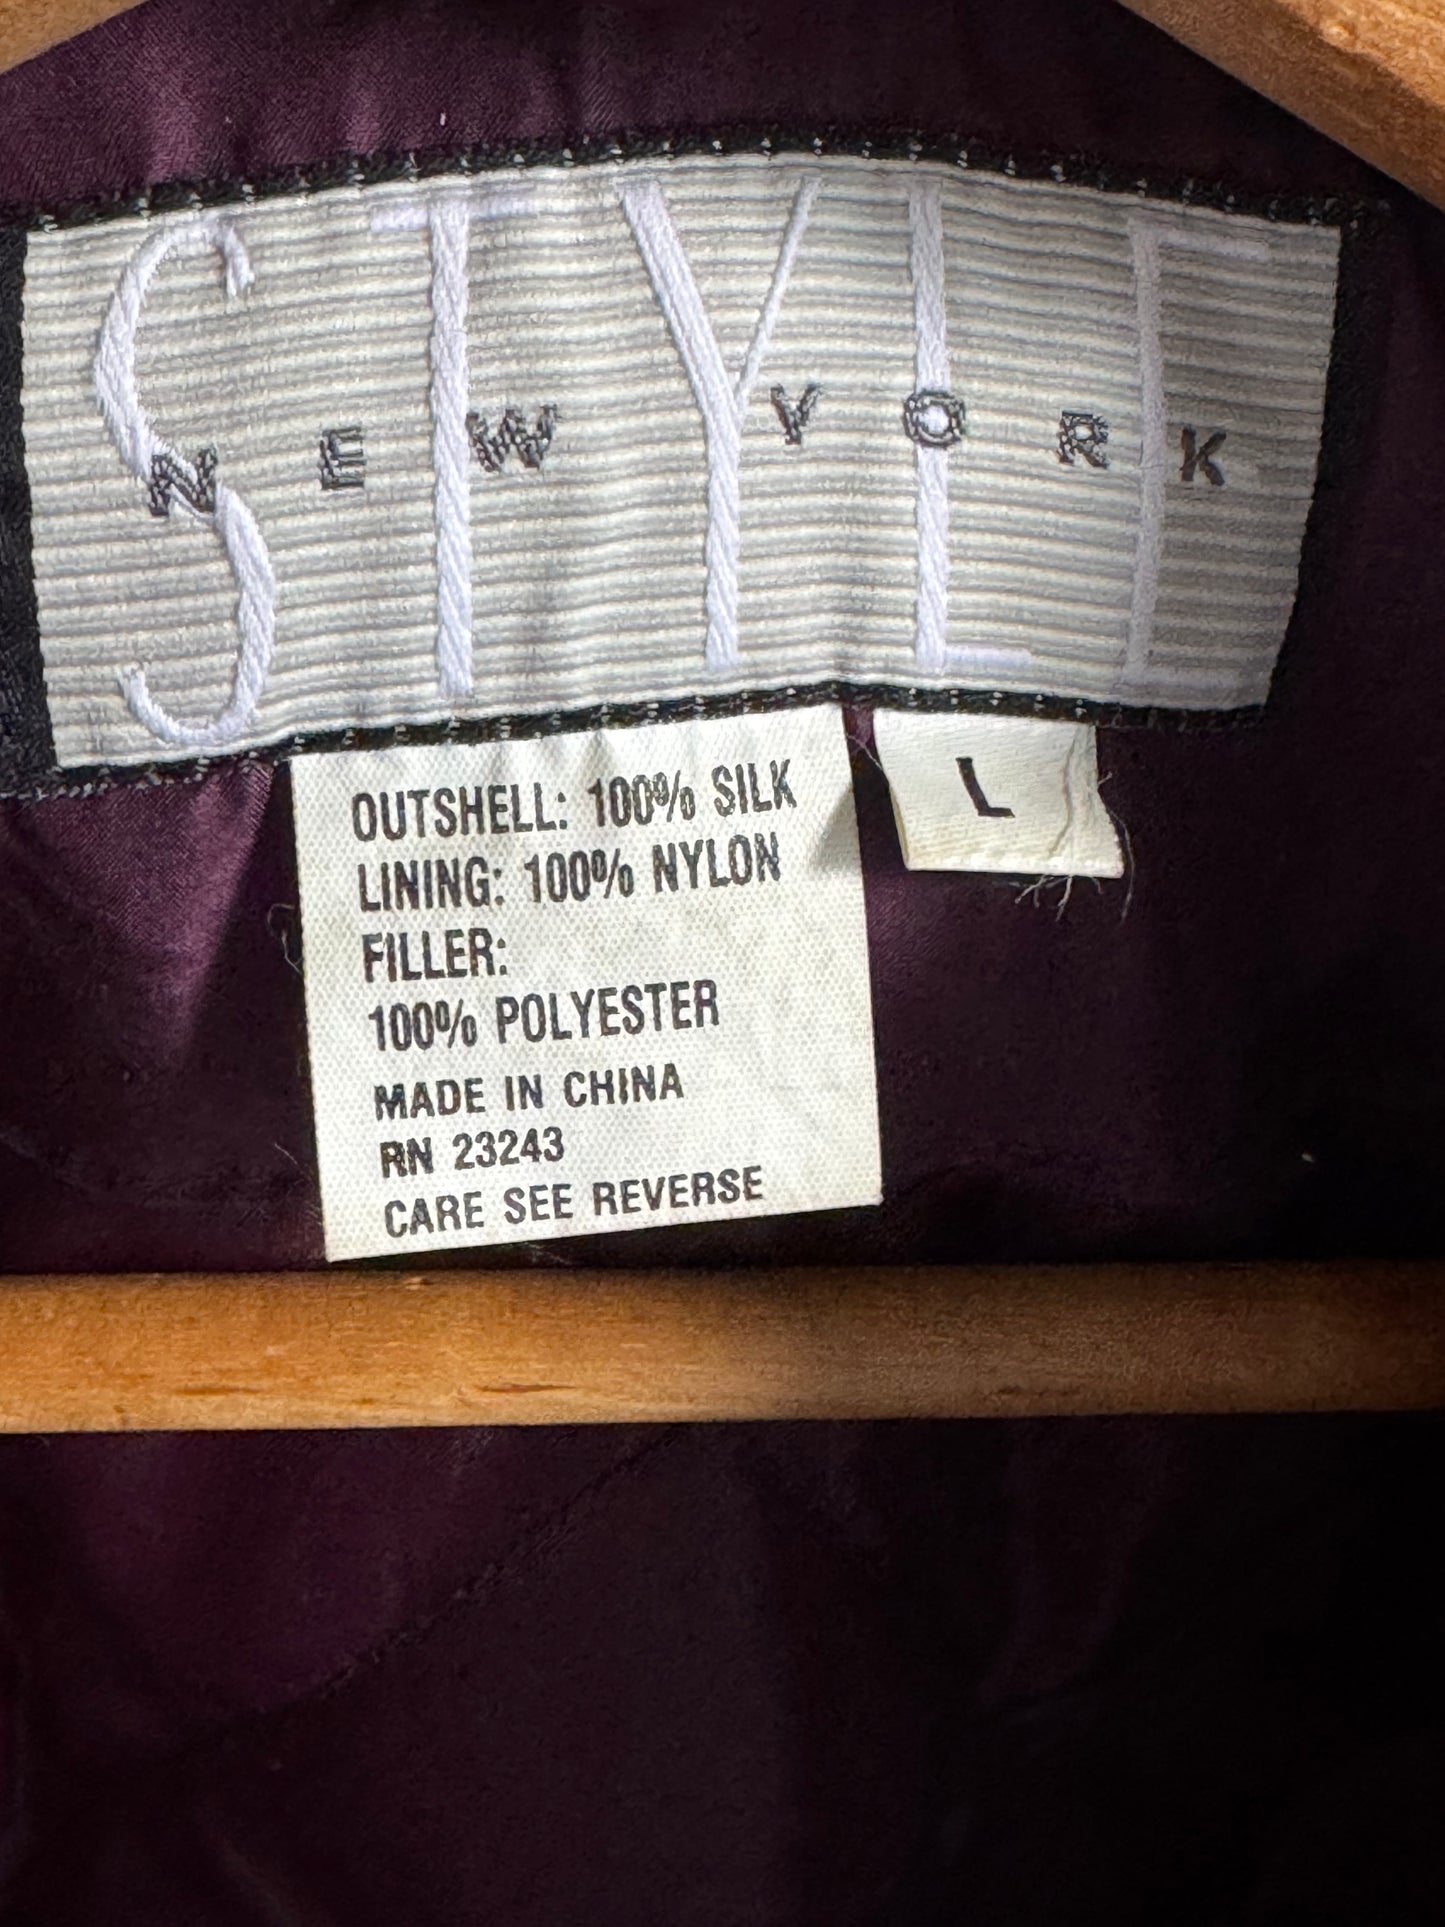 STYLE
NEW YORK
L
OUTSHELL: 100% SILK
LINING: 100% NYLON
FILLER:
100% POLYESTER
MADE IN CHINA
RN 23243
CARE SEE REVERSE